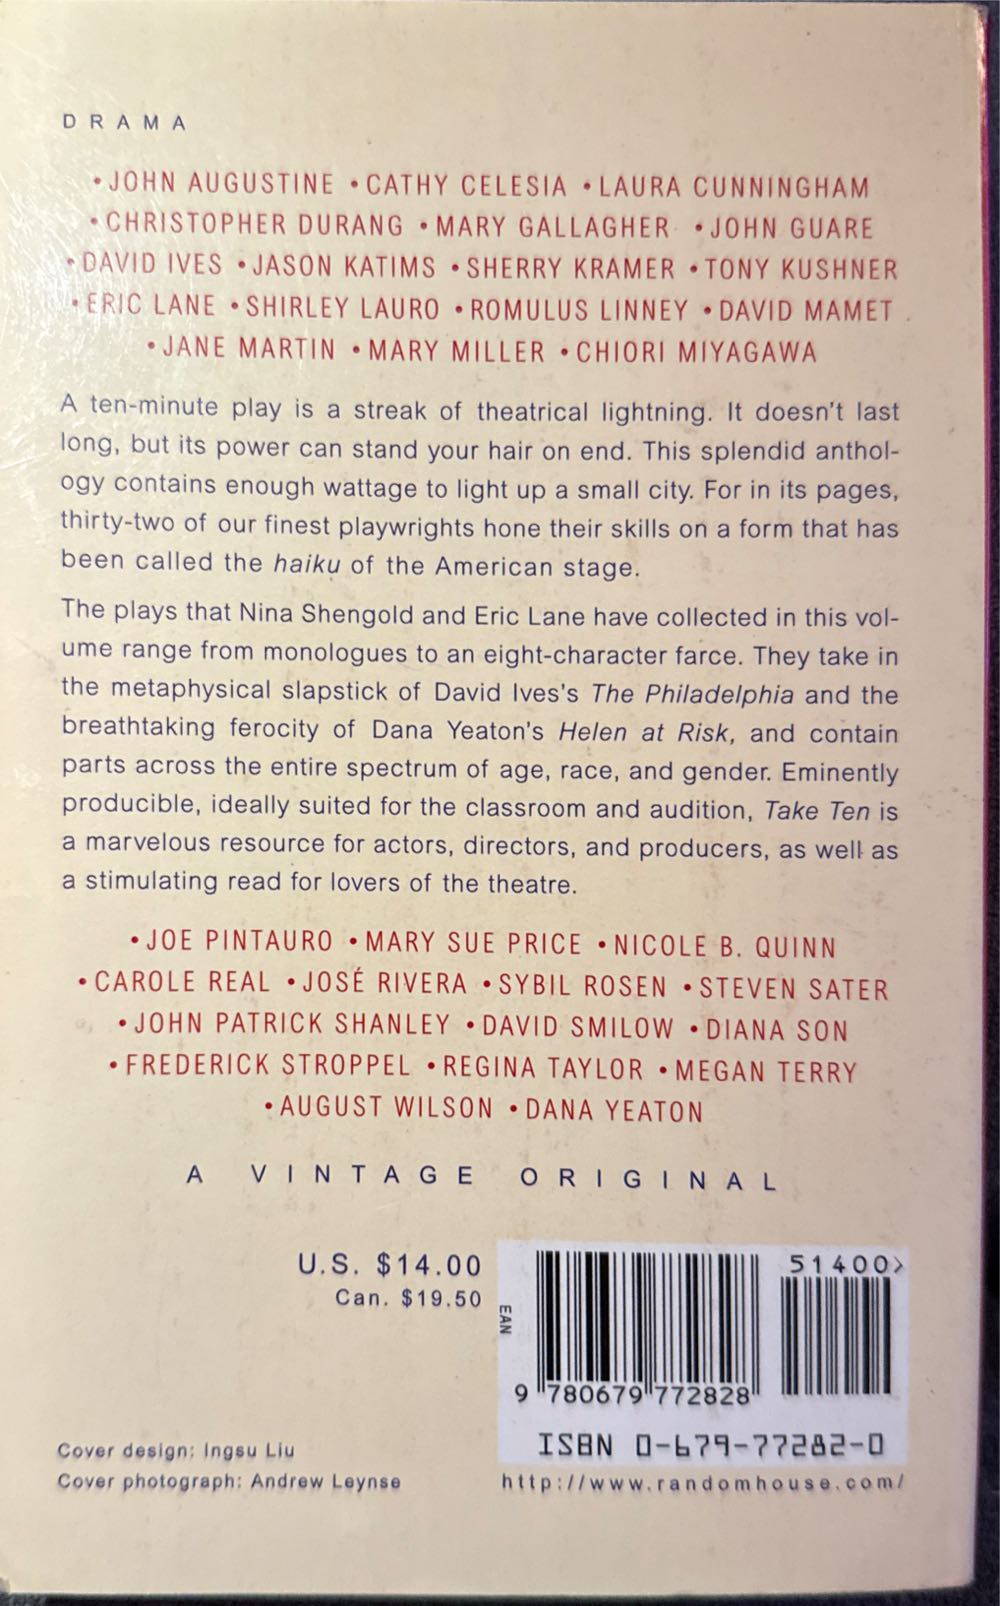 DRAMA
• JOHN AUGUSTINE • CATHY CELESIA • LAURA CUNNINGHAM
• CHRISTOPHER DURANG • MARY GALLAGHER • JOHN GUARE
• DAVID IVES • JASON KATIMS • SHERRY KRAMER • TONY KUSHNER
• ERIC LANE • SHIRLEY LAURO • ROMULUS LINNEY • DAVID MAMET
• JANE MARTIN • MARY MILLER • CHIORI MIYAGAWA
A ten-minute play is a streak of theatrical lightning. It doesn't last
long, but its power can stand your hair on end. This splendid anthol-
ogy contains enough wattage to light up a small city. For in its pages,
thirty-two of our finest playwrights hone their skills on a form that has
been called the haiku of the American stage.
The plays that Nina Shengold and Eric Lane have collected in this vol-
ume range from monologues to an eight-character farce. They take in
the metaphysical slapstick of David Ives's The Philadelphia and the
breathtaking ferocity of Dana Yeaton's Helen at Risk, and contain
parts across the entire spectrum of age, race, and gender. Eminently
producible, ideally suited for the classroom and audition, Take Ten is
a marvelous resource for actors, directors, and producers, as well as
a stimulating read for lovers of the theatre.
• JOE PINTAURO • MARY SUE PRICE • NICOLE B. QUINN
• CAROLE REAL • JOSÉ RIVERA • SYBIL ROSEN • STEVEN SATER
• JOHN PATRICK SHANLEY • DAVID SMILOW • DIANA SON
• FREDERICK STROPPEL • REGINA TAYLOR • MEGAN TERRY
• AUGUST WILSON • DANA YEATON
A VINTAGE ORIGINAL
U.S. $14.00
Can. $19.50
EAN
51400>
9 780679 772828
ISBN 0-679-77282-0
Cover design: Ingsu Liu
Cover photograph: Andrew Leynse
http://www.randomhouse.com/